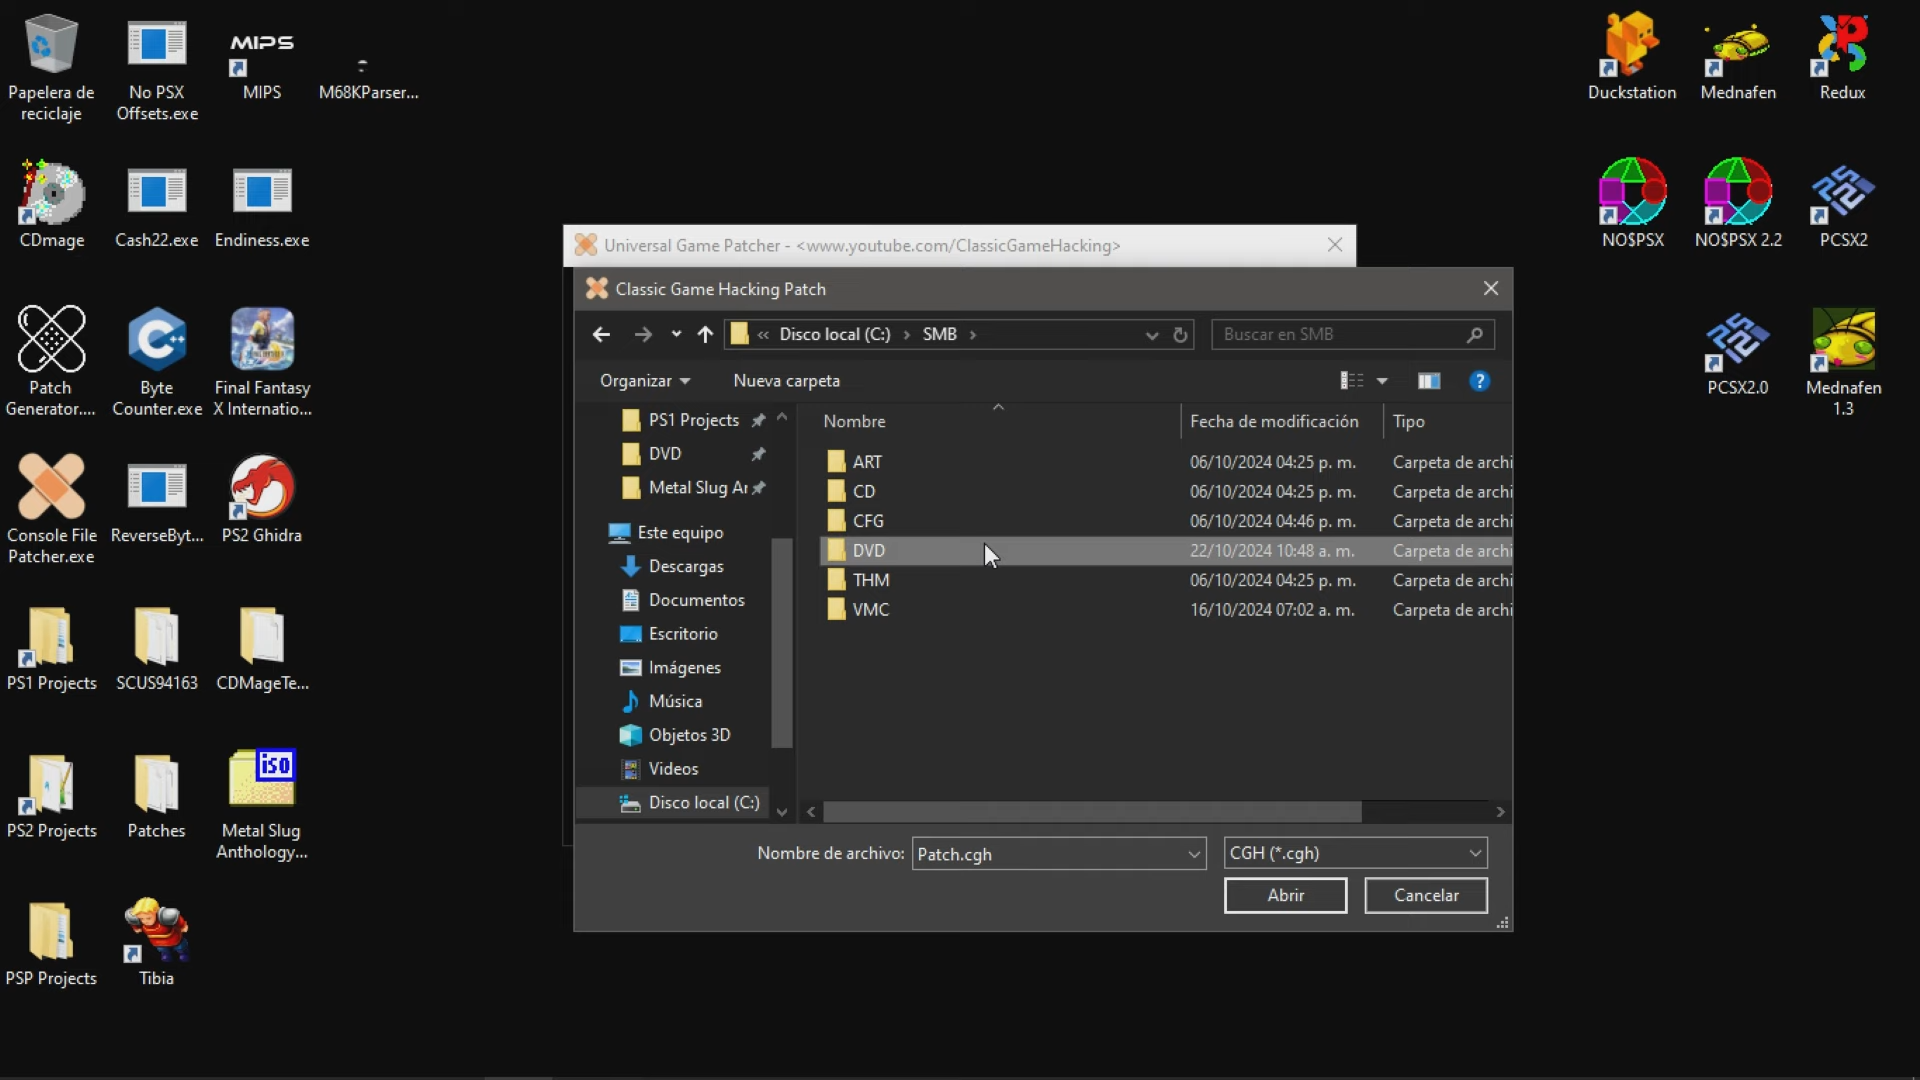 Papelera de
reciclaje
No PSX
Offsets.exe
MIPS
MIPS
M68KParser...
Duckstation
Mednafen
Redux
CDmage
Cash22.exe
Endiness.exe
NO$PSX
NO$PSX 2.2
PCSX2
Patch
Generator....
Byte
Counter.exe
Final Fantasy
X Internatio...
PCSX2.0
Mednafen
1.3
Console File
Patcher.exe
ReverseByt...
PS2 Ghidra
PS1 Projects
SCUS94163
CDMageTe...
PS2 Projects
Patches
iso
Metal Slug
Anthology...
PSP Projects
Tibia
Universal Game Patcher - <www.youtube.com/ClassicGameHacking>
Classic Game Hacking Patch
« Disco local (C:) › SMB ›
Buscar en SMB
Organizar
Nueva carpeta
PS1 Projects
DVD
Metal Slug Ar
Este equipo
Descargas
Documentos
Escritorio
Imágenes
Música
Objetos 3D
Videos
Disco local (C:)
Nombre Fecha de modificación Tipo
ART 06/10/2024 04:25 p. m. Carpeta de archi
CD 06/10/2024 04:25 p. m. Carpeta de archi
CFG 06/10/2024 04:46 p. m. Carpeta de archi
DVD 22/10/2024 10:48 a. m. Carpeta de archi
THM 06/10/2024 04:25 p. m. Carpeta de archi
VMC 16/10/2024 07:02 a. m. Carpeta de archi
Nombre de archivo: Patch.cgh CGH (*.cgh)
Abrir
Cancelar